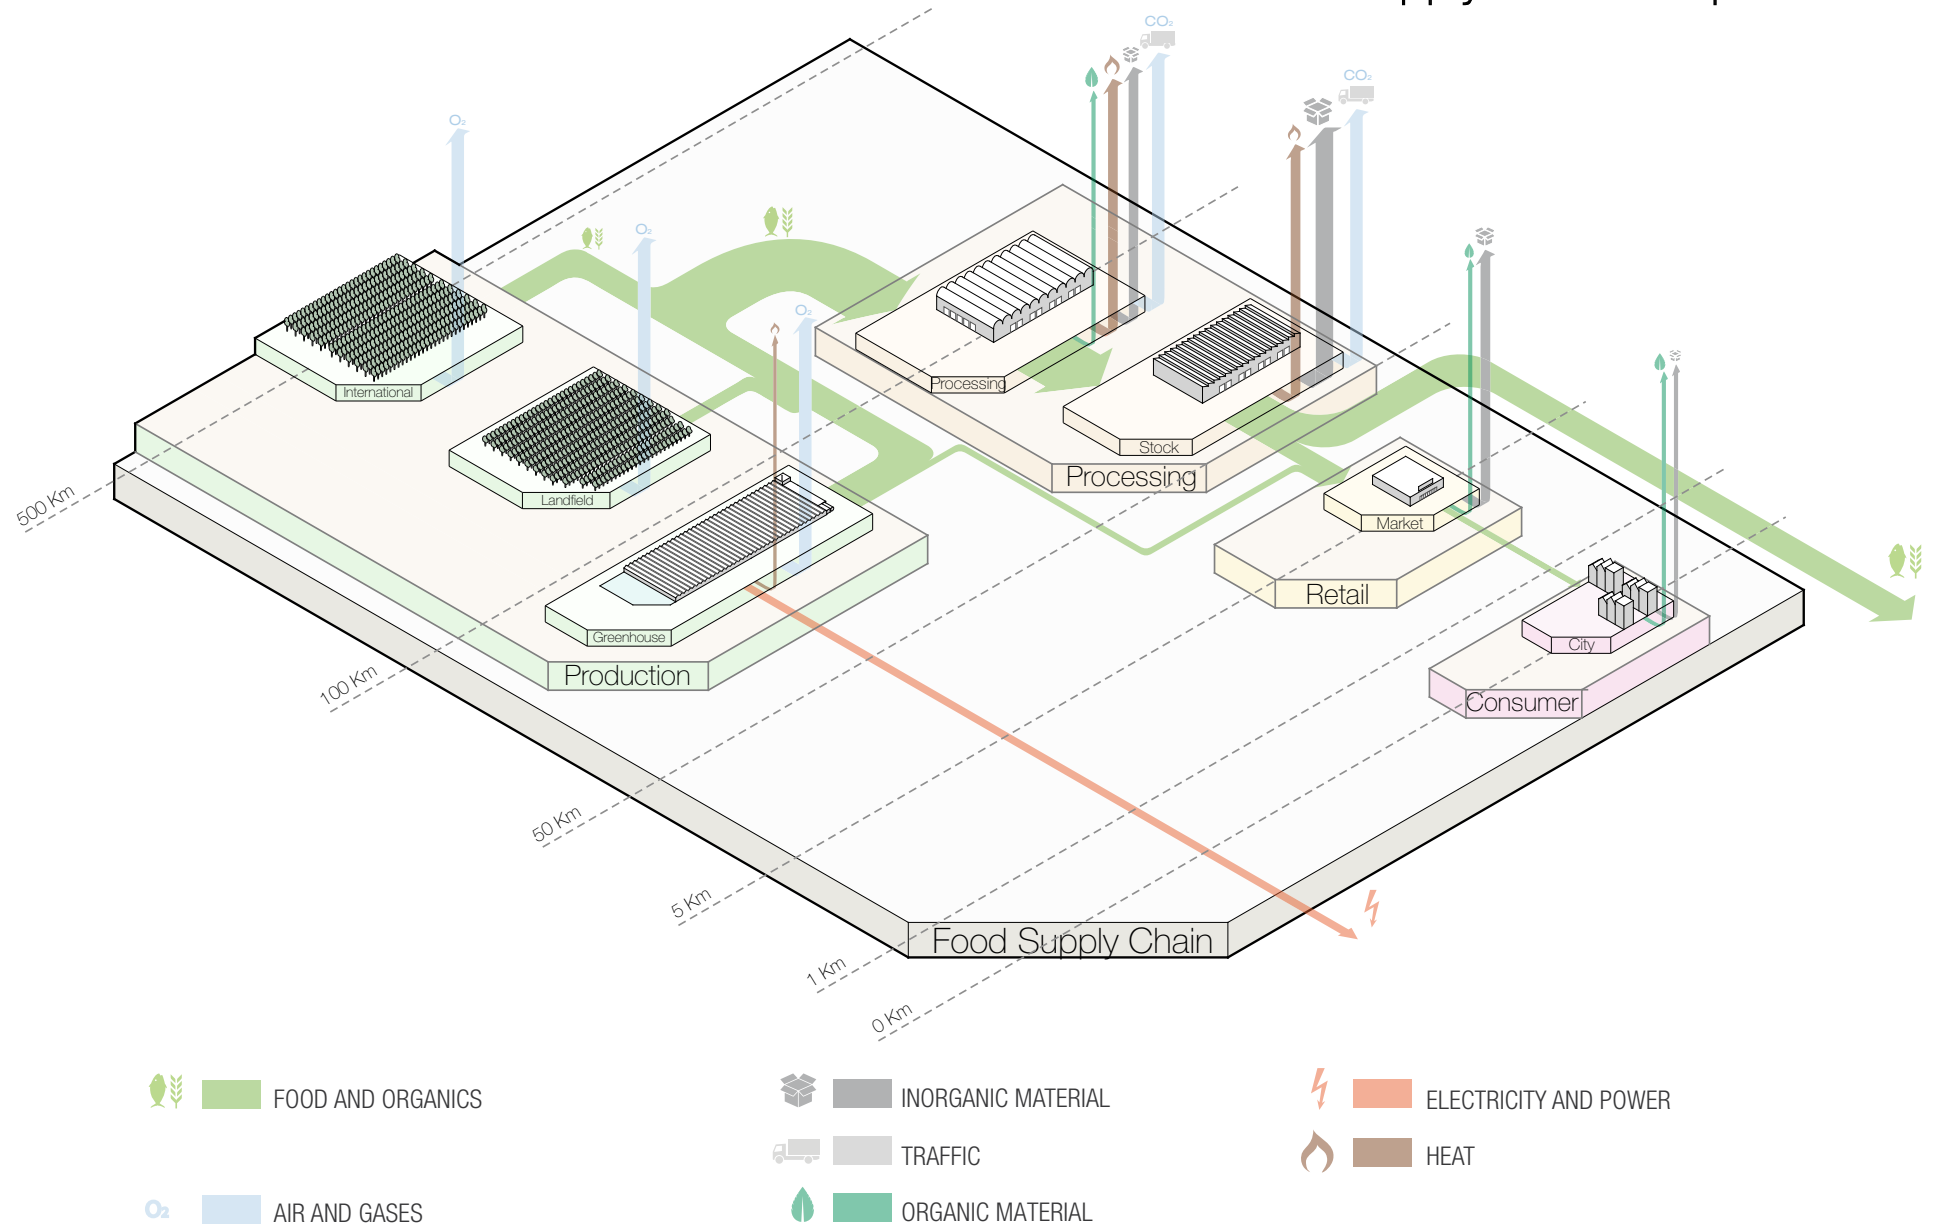 CO₂
CO₂
O₂
O₂
O₂
International
Landfield
Greenhouse
Production
Processing
Stock
Processing
Market
Retail
City
Consumer
500 Km
100 Km
50 Km
5 Km
1 Km
0 Km
Food Supply Chain
FOOD AND ORGANICS
INORGANIC MATERIAL
ELECTRICITY AND POWER
TRAFFIC
HEAT
O₂ AIR AND GASES
ORGANIC MATERIAL